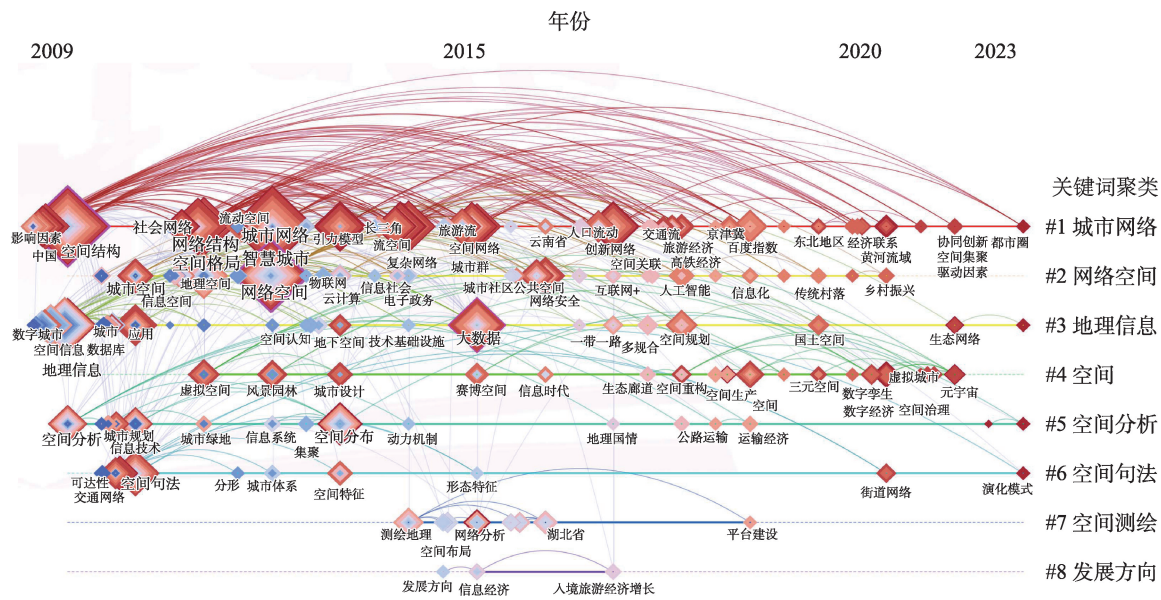 年份
2009
2015
2020
2023
关键词聚类
影响因素
中国
空间结构
社会网络
网络结构
空间格局
流动空间
城市网络
引力模型
长三角
流空间
旅游流
空间网络
云南省
人口流动
创新网络
空间关联
交通流
旅游经济
高铁经济
京津冀
百度指数
东北地区
经济联系
黄河流域
协同创新
空间集聚
驱动因素
都市圈
#1 城市网络
城市空间
信息空间
地理空间
智慧城市
网络空间
物联网
云计算
信息社会
复杂网络
电子政务
城市群
城市社区
公共空间
网络安全
互联网+
人工智能
信息化
传统村落
乡村振兴
#2 网络空间
数字城市
空间信息
地理信息
城市
数据库
应用
空间认知
地下空间
技术基础设施
大数据
一带一路
多规合一
空间规划
国土空间
生态网络
#3 地理信息
虚拟空间
风景园林
城市设计
赛博空间
信息时代
生态廊道
空间重构
空间生产
空间
三元空间
数字孪生
数字经济
虚拟城市
空间治理
元宇宙
#4 空间
空间分析
城市规划
信息技术
城市绿地
信息系统
集聚
空间分布
动力机制
地理国情
公路运输
运输经济
#5 空间分析
可达性
交通网络
空间句法
分形
城市体系
空间特征
形态特征
街道网络
演化模式
#6 空间句法
测绘地理
空间布局
网络分析
湖北省
平台建设
#7 空间测绘
发展方向
信息经济
入境旅游经济增长
#8 发展方向